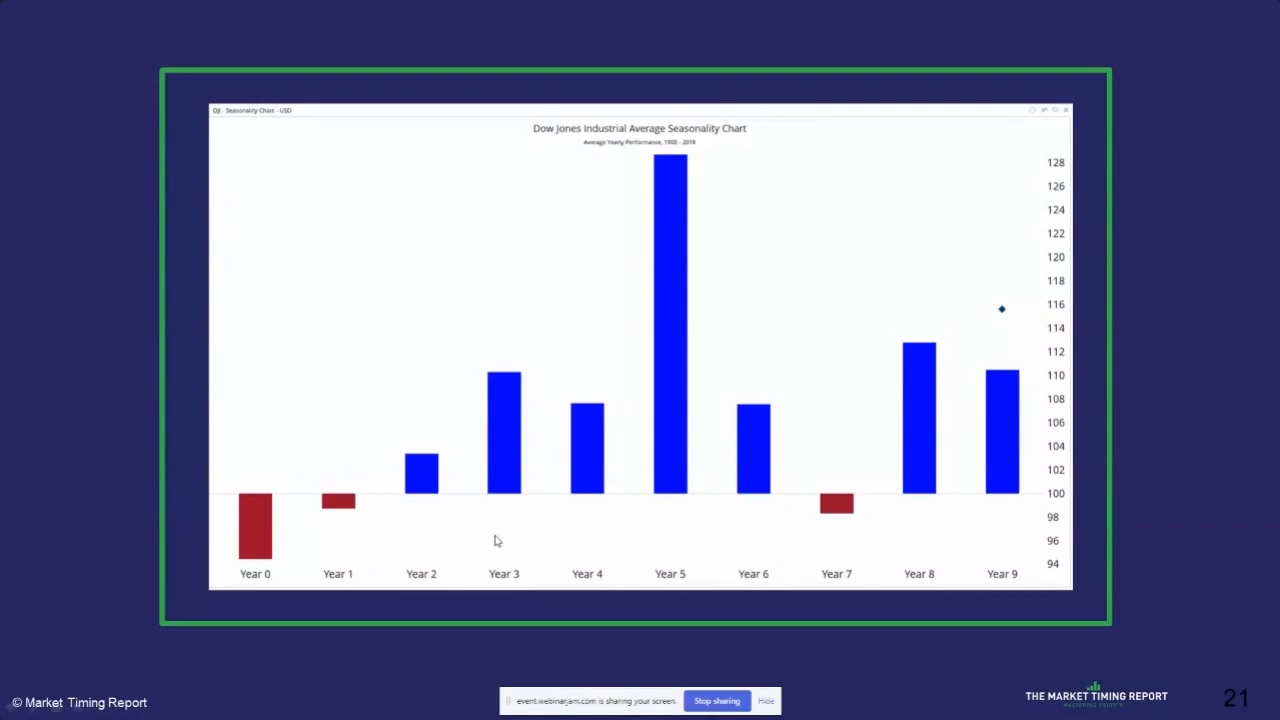 DJI - Seasonality Chart - USD
Dow Jones Industrial Average Seasonality Chart
Average Yearly Performance, 1900 - 2019
128
126
124
122
120
118
116
114
112
110
108
106
104
102
100
98
96
94
Year 0 Year 1 Year 2 Year 3 Year 4 Year 5 Year 6 Year 7 Year 8 Year 9
© Market Timing Report
event.webinarjam.com is sharing your screen. Stop sharing Hide
THE MARKET TIMING REPORT
MASTERING PROFITS
21